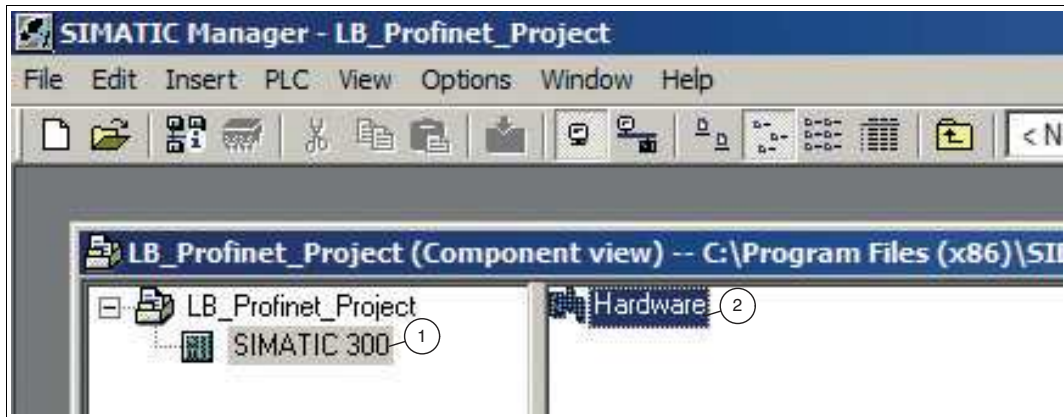 SIMATIC Manager - LB_Profinet_Project
File Edit Insert PLC View Options Window Help
< N
LB_Profinet_Project (Component view) -- C:\Program Files (x86)\SI
LB_Profinet_Project
Hardware 2
SIMATIC 300 1